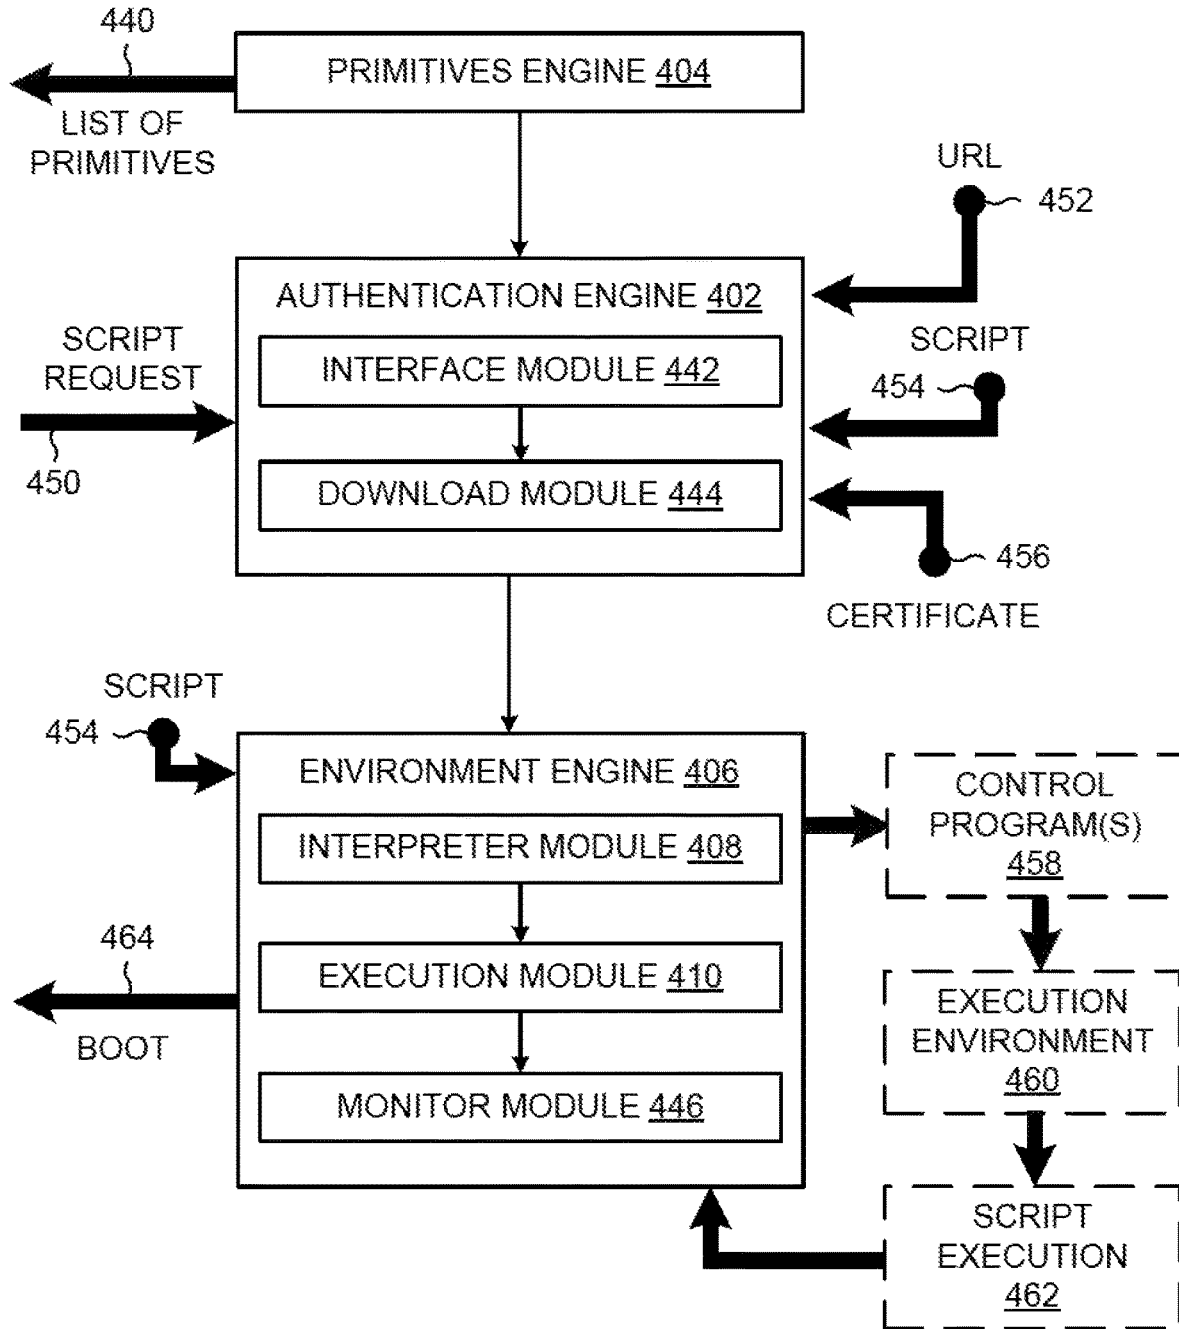 440
PRIMITIVES ENGINE 404
LIST OF
PRIMITIVES
URL
452
AUTHENTICATION ENGINE 402
SCRIPT
REQUEST
INTERFACE MODULE 442
SCRIPT
454
450
DOWNLOAD MODULE 444
456
CERTIFICATE
SCRIPT
454
ENVIRONMENT ENGINE 406
INTERPRETER MODULE 408
CONTROL
PROGRAM(S)
458
464
EXECUTION MODULE 410
BOOT
EXECUTION
ENVIRONMENT
460
MONITOR MODULE 446
SCRIPT
EXECUTION
462